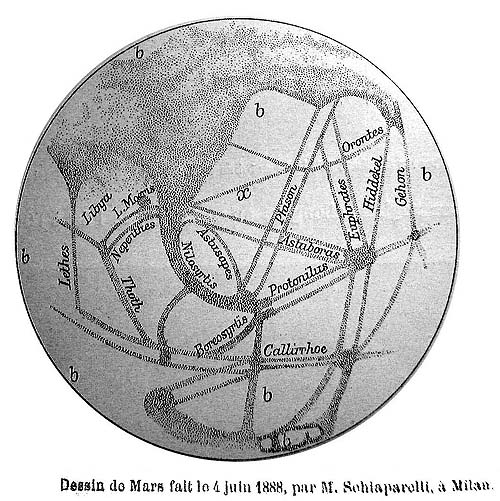 b
b
Orontes
b
Libya
L. Moeris
x
Phison
Euphrates
Hiddekel
Gehon
Nepenthes
Astapes
Nilosyrtis
Astaboras
b
Lethes
Thoth
Protonilus
Boreosyrtis
Callirrhoe
b
b
b
Dessin de Mars fait le 4 juin 1888, par M. Schiaparelli, à Milan.